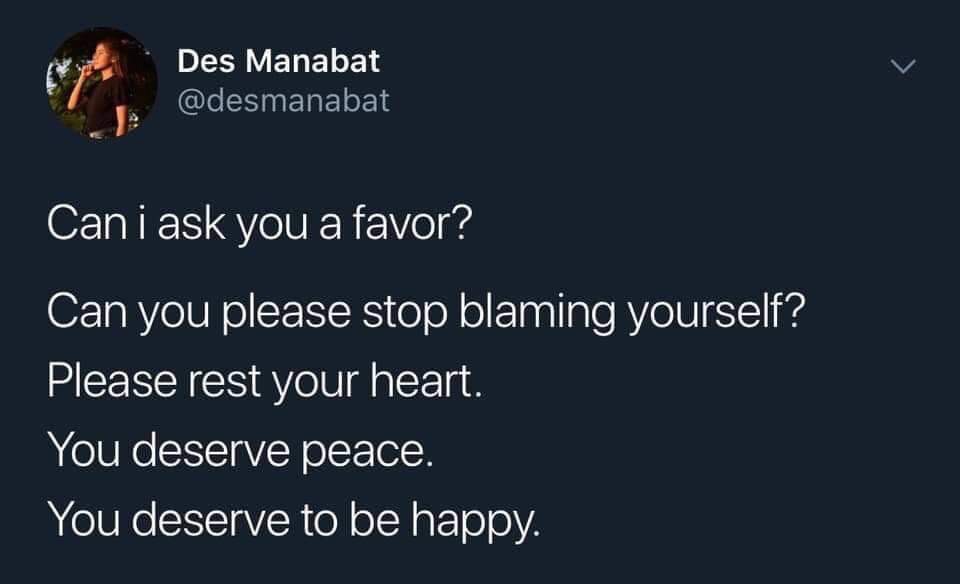 Des Manabat
@desmanabat
Can i ask you a favor?
Can you please stop blaming yourself?
Please rest your heart.
You deserve peace.
You deserve to be happy.